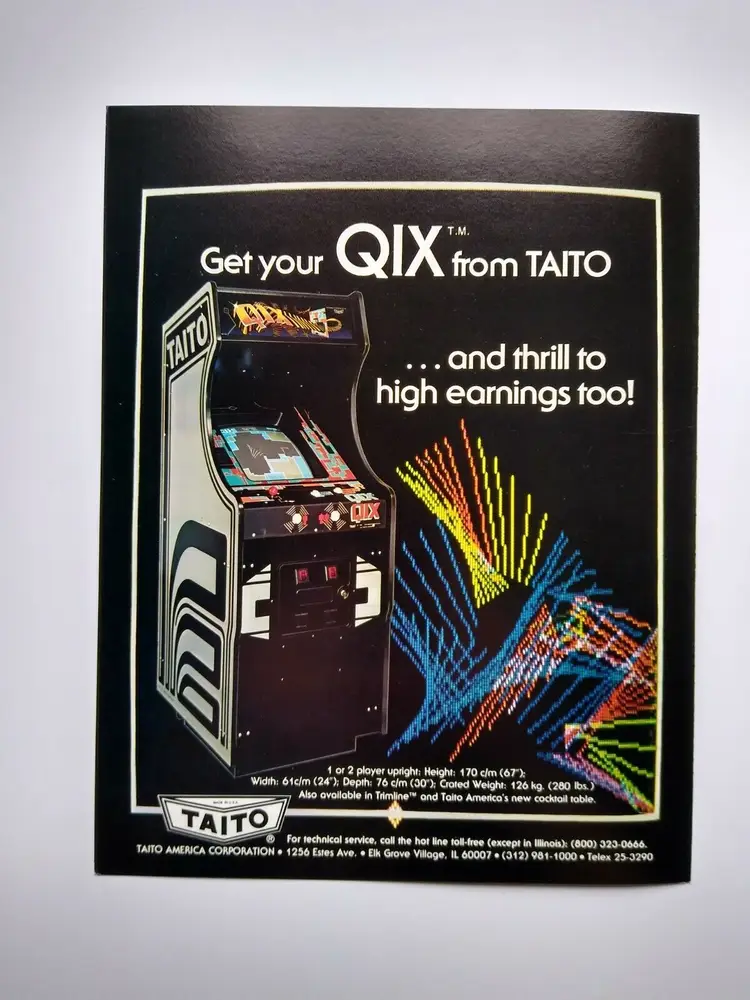 Get your QIX T.M. from TAITO
...and thrill to
high earnings too!
TAITO
QIX
QIX
1 or 2 player upright: Height: 170 c/m (67");
Width: 61c/m (24"); Depth: 76 c/m (30"); Crated Weight: 126 kg. (280 lbs.)
Also available in Trimline™ and Taito America's new cocktail table.
MADE IN U.S.A.
TAITO ®
For technical service, call the hot line toll-free (except in Illinois): (800) 323-0666.
TAITO AMERICA CORPORATION • 1256 Estes Ave. • Elk Grove Village, IL 60007 • (312) 981-1000 • Telex 25-3290